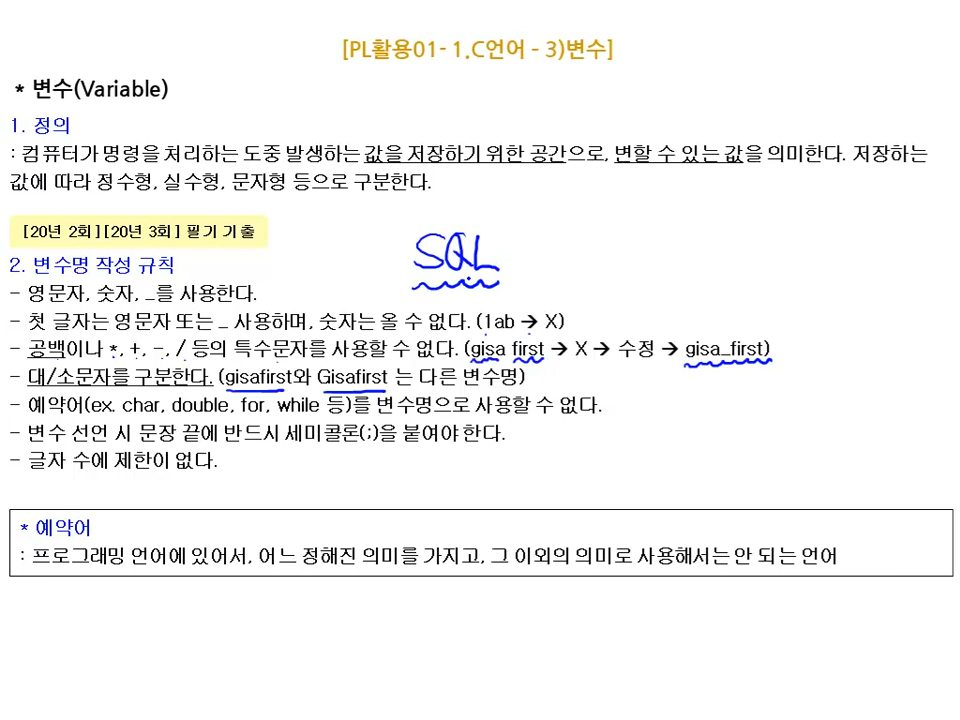 [PL활용01- 1.C언어 - 3)변수]
* 변수(Variable)
1. 정의
: 컴퓨터가 명령을 처리하는 도중 발생하는 값을 저장하기 위한 공간으로, 변할 수 있는 값을 의미한다. 저장하는
값에 따라 정수형, 실수형, 문자형 등으로 구분한다.
[20년 2회][20년 3회] 필기 기출
SQL
2. 변수명 작성 규칙
- 영문자, 숫자, _를 사용한다.
- 첫 글자는 영문자 또는 _ 사용하며, 숫자는 올 수 없다. (1ab → X)
- 공백이나 *, +, -, / 등의 특수문자를 사용할 수 없다. (gisa first → X → 수정 → gisa_first)
- 대/소문자를 구분한다. (gisafirst와 Gisafirst 는 다른 변수명)
- 예약어(ex. char, double, for, while 등)를 변수명으로 사용할 수 없다.
- 변수 선언 시 문장 끝에 반드시 세미콜론(;)을 붙여야 한다.
- 글자 수에 제한이 없다.
* 예약어
: 프로그래밍 언어에 있어서, 어느 정해진 의미를 가지고, 그 이외의 의미로 사용해서는 안 되는 언어